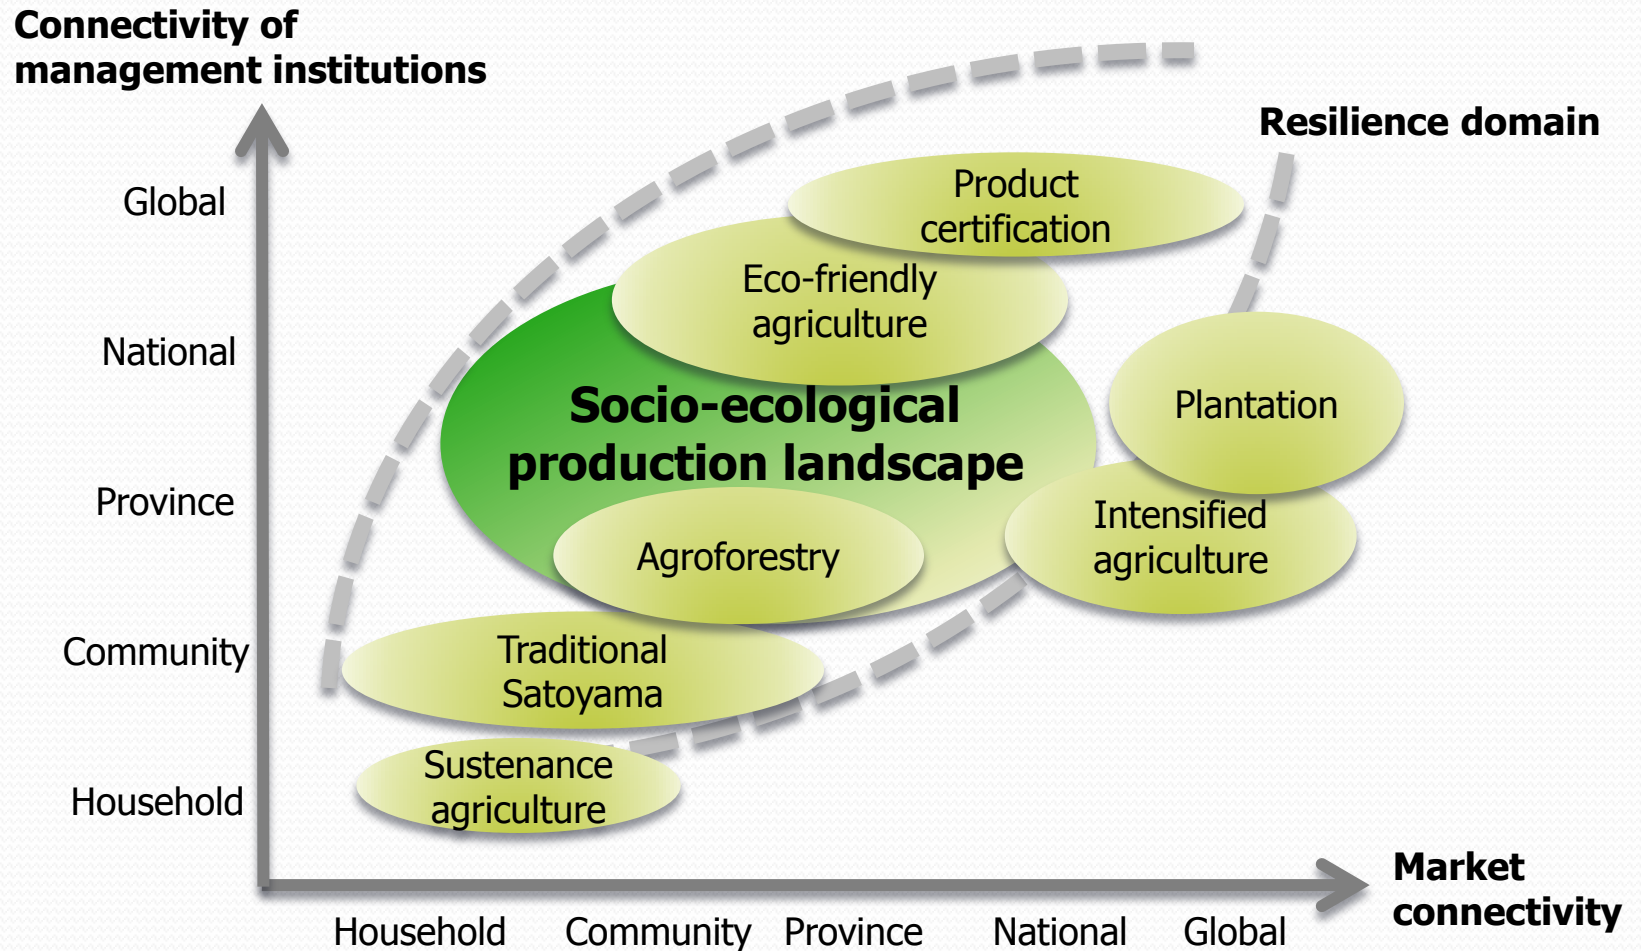 Connectivity of
management institutions
Resilience domain
Global
National
Province
Community
Household
Product
certification
Eco-friendly
agriculture
Socio-ecological
production landscape
Plantation
Intensified
agriculture
Agroforestry
Traditional
Satoyama
Sustenance
agriculture
Market
connectivity
Household Community Province National Global